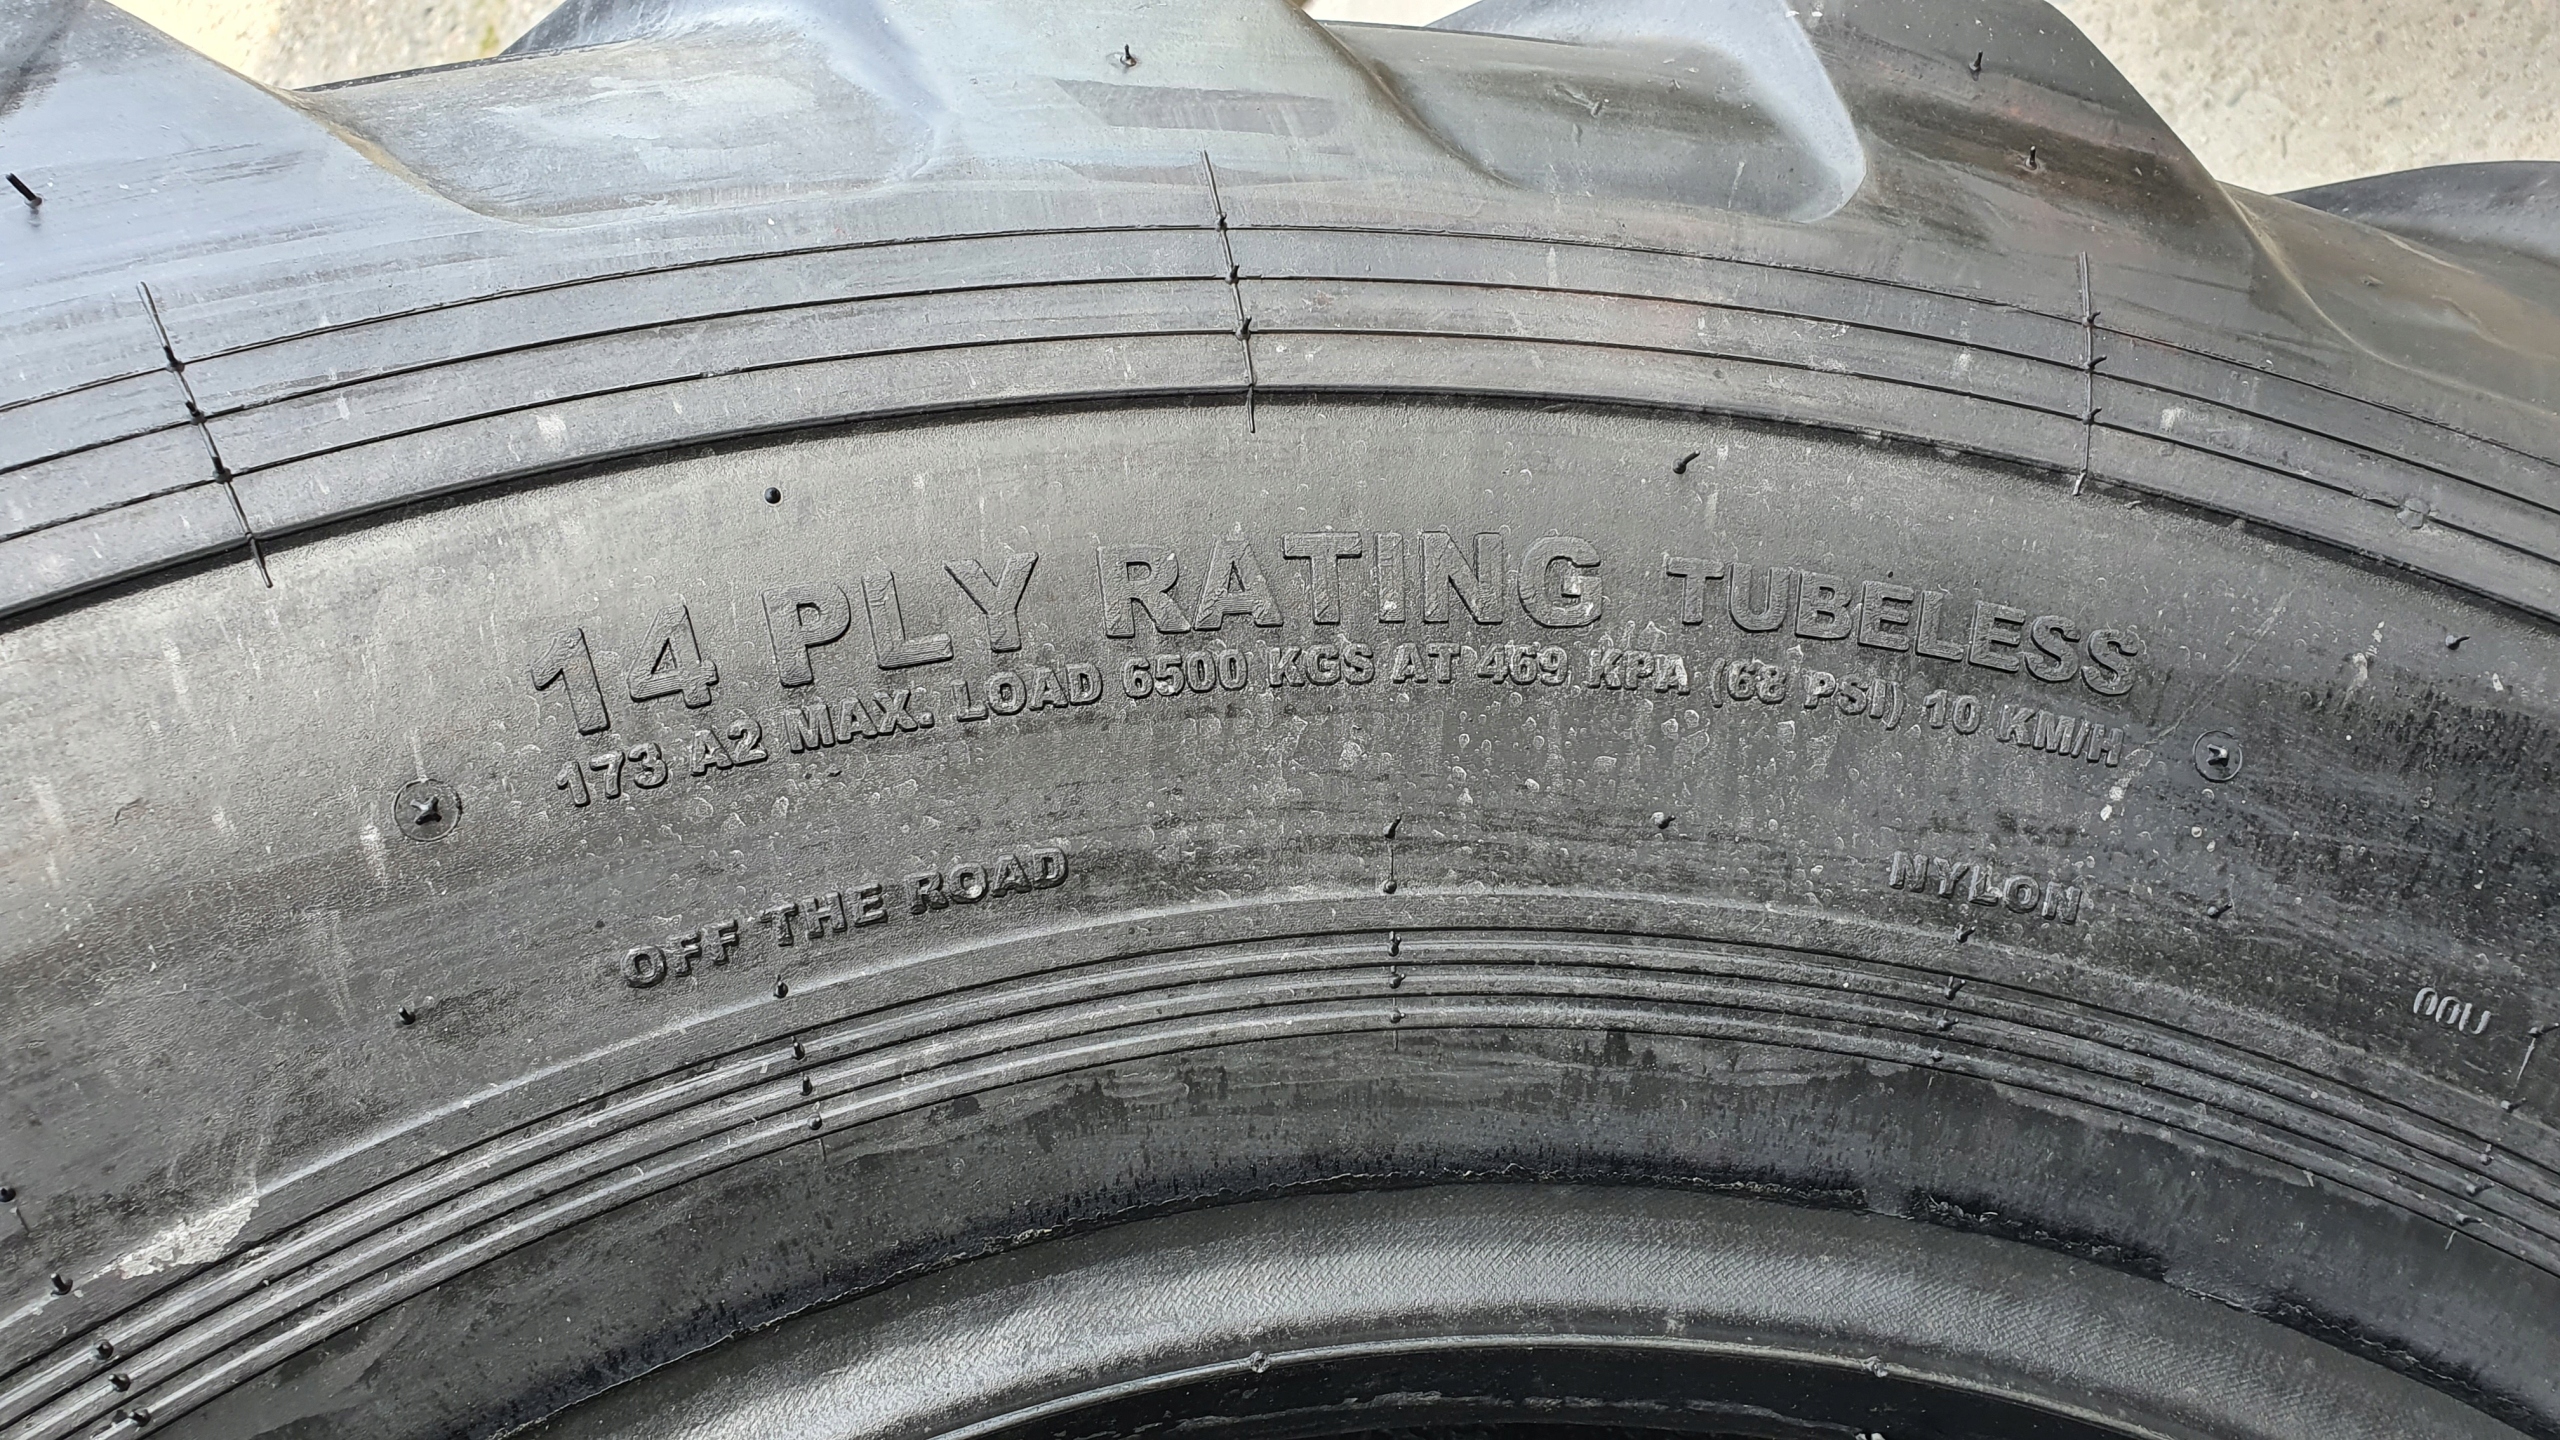 14 PLY RATING TUBELESS
173 A2 MAX. LOAD 6500 KGS AT 469 KPA (68 PSI) 10 KM/H
OFF THE ROAD
NYLON